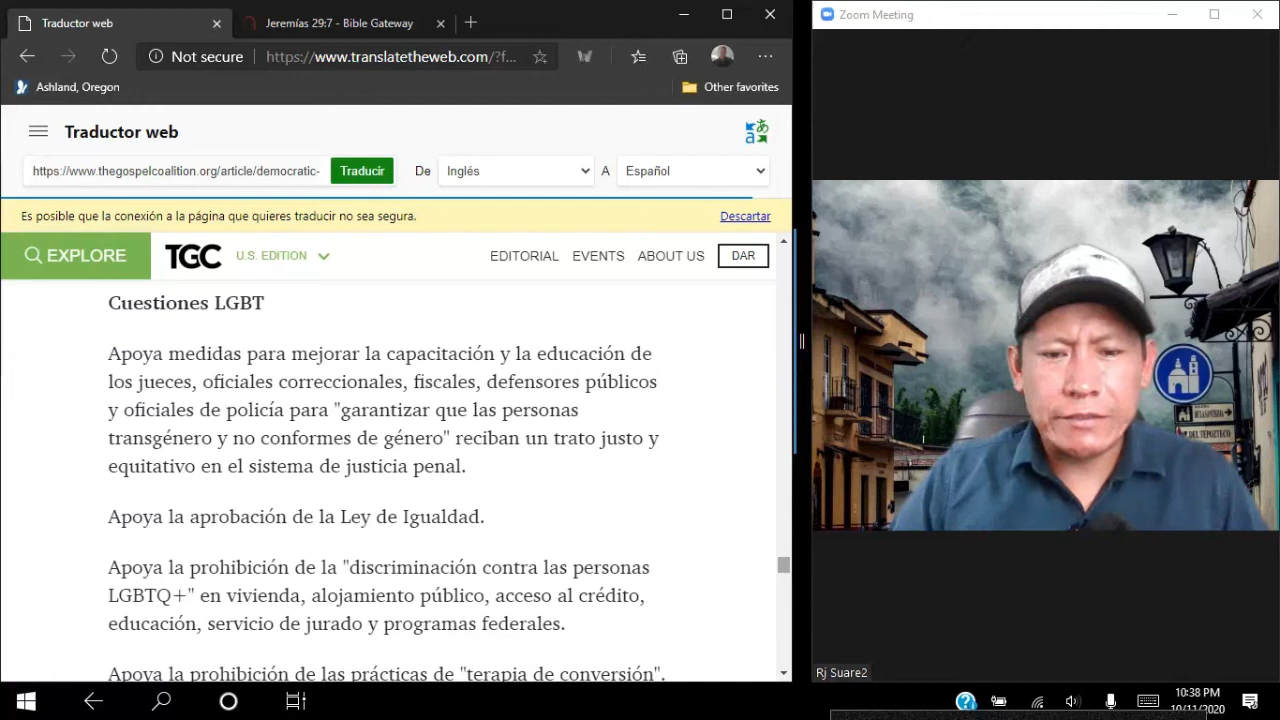 Traductor web
Jeremías 29:7 - Bible Gateway
Zoom Meeting
Not secure
https://www.translatetheweb.com/?f...
Ashland, Oregon
Other favorites
Traductor web
https://www.thegospelcoalition.org/article/democratic-
Traducir
De
Inglés
A
Español
Es posible que la conexión a la página que quieres traducir no sea segura.
Descartar
EXPLORE
TGC
U.S. EDITION
EDITORIAL
EVENTS
ABOUT US
DAR
Cuestiones LGBT
Apoya medidas para mejorar la capacitación y la educación de
los jueces, oficiales correccionales, fiscales, defensores públicos
y oficiales de policía para "garantizar que las personas
transgénero y no conformes de género" reciban un trato justo y
equitativo en el sistema de justicia penal.
Apoya la aprobación de la Ley de Igualdad.
Apoya la prohibición de la "discriminación contra las personas
LGBTQ+" en vivienda, alojamiento público, acceso al crédito,
educación, servicio de jurado y programas federales.
Apoya la prohibición de las prácticas de "terapia de conversión".
DEL TEPOZTECO
Rj Suare2
10:38 PM
10/11/2020